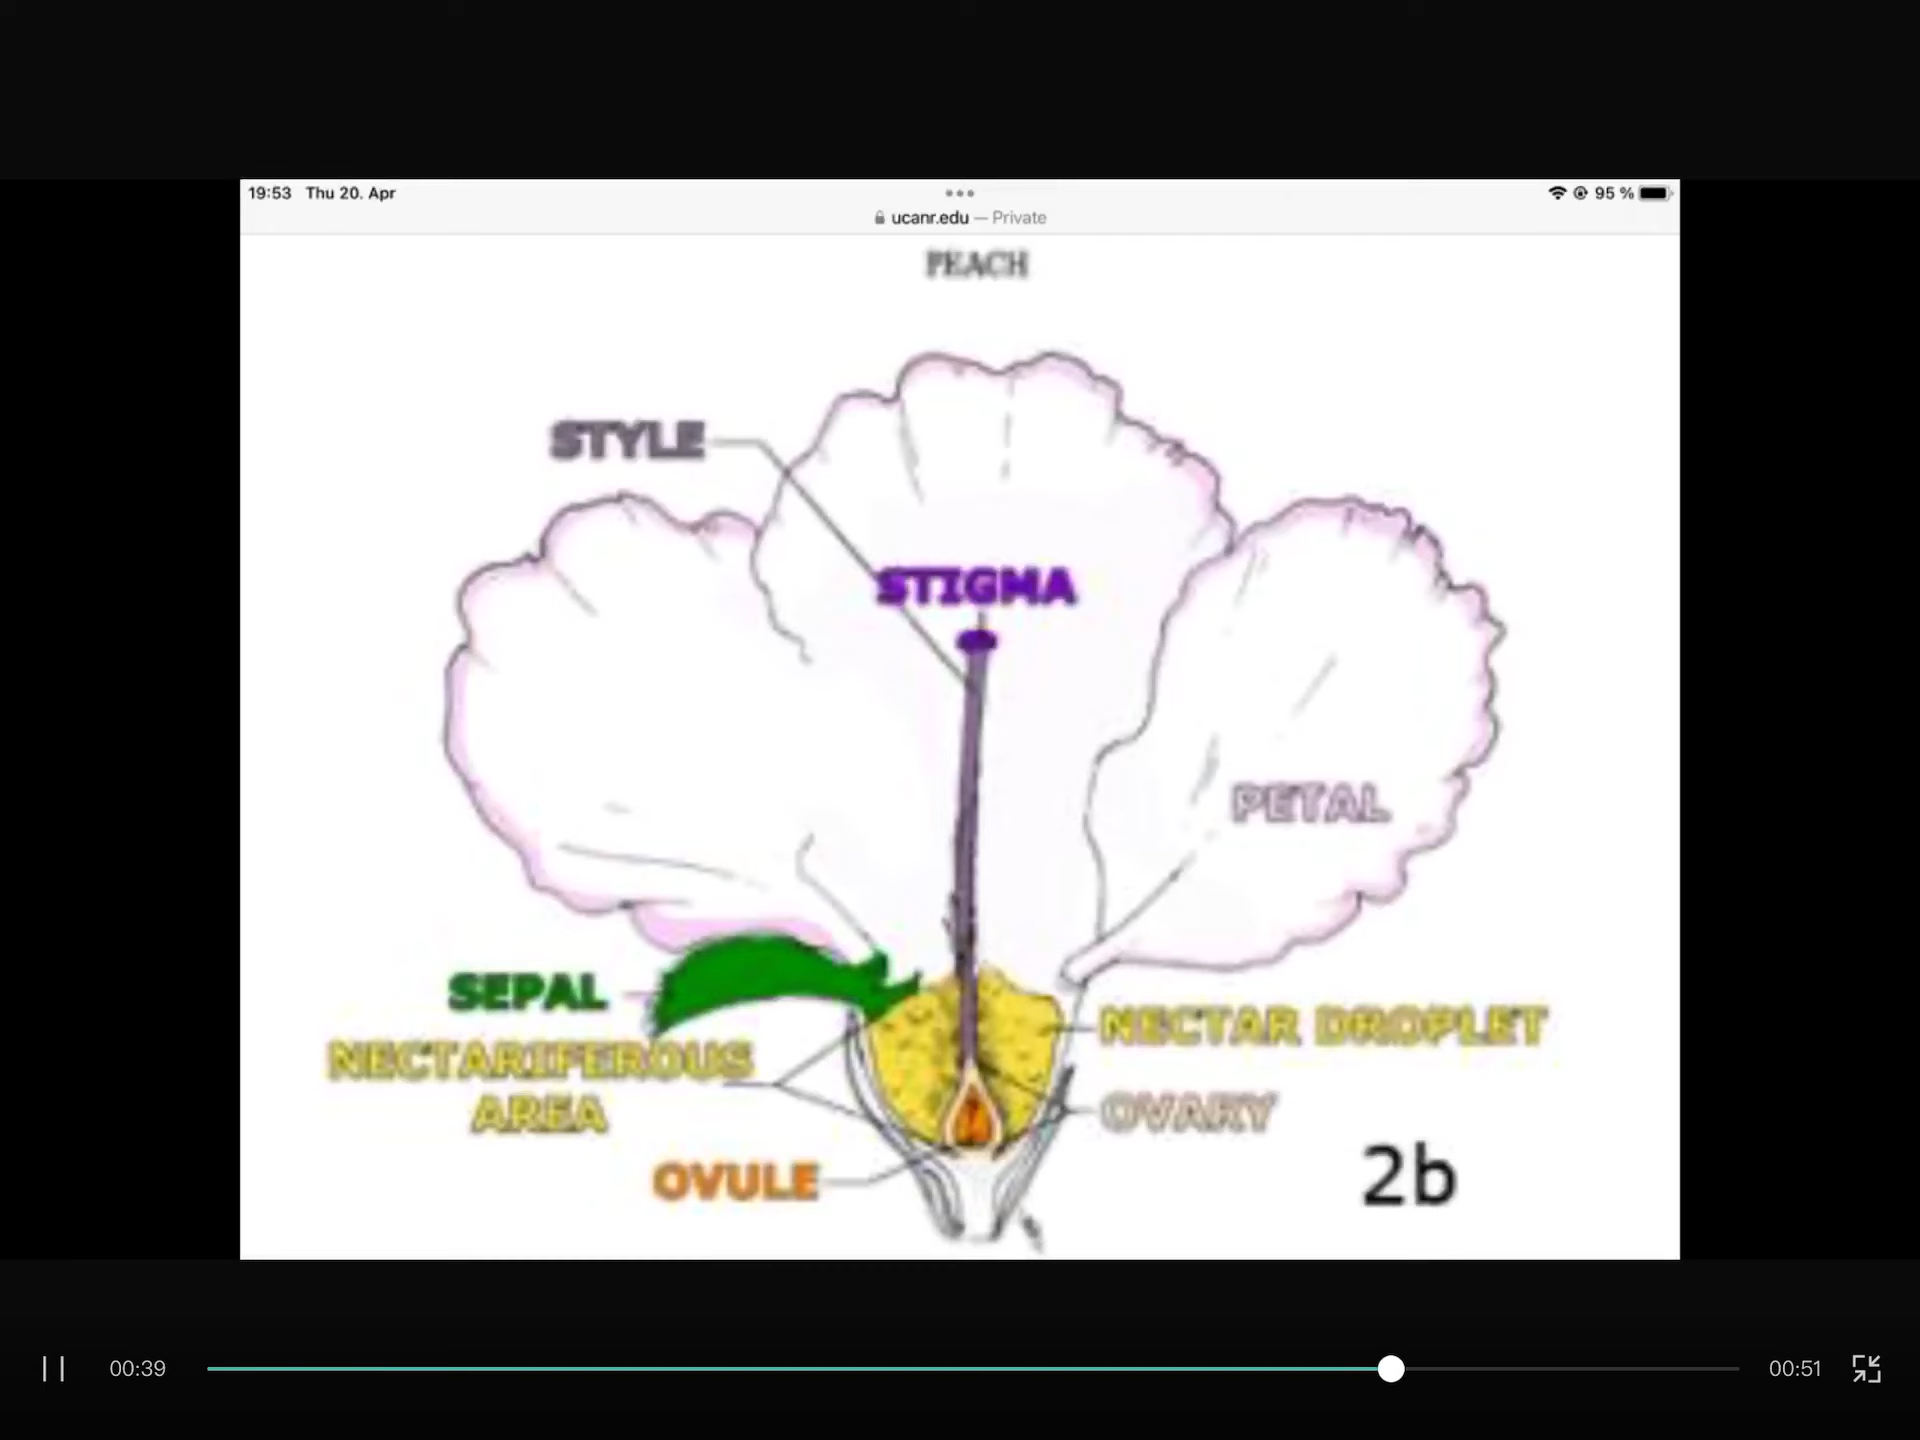 19:53 Thu 20. Apr
95 %
ucanr.edu — Private
PEACH
STYLE
STIGMA
PETAL
SEPAL
NECTARIFEROUS
AREA
NECTAR DROPLET
OVARY
OVULE
2b
00:39
00:51